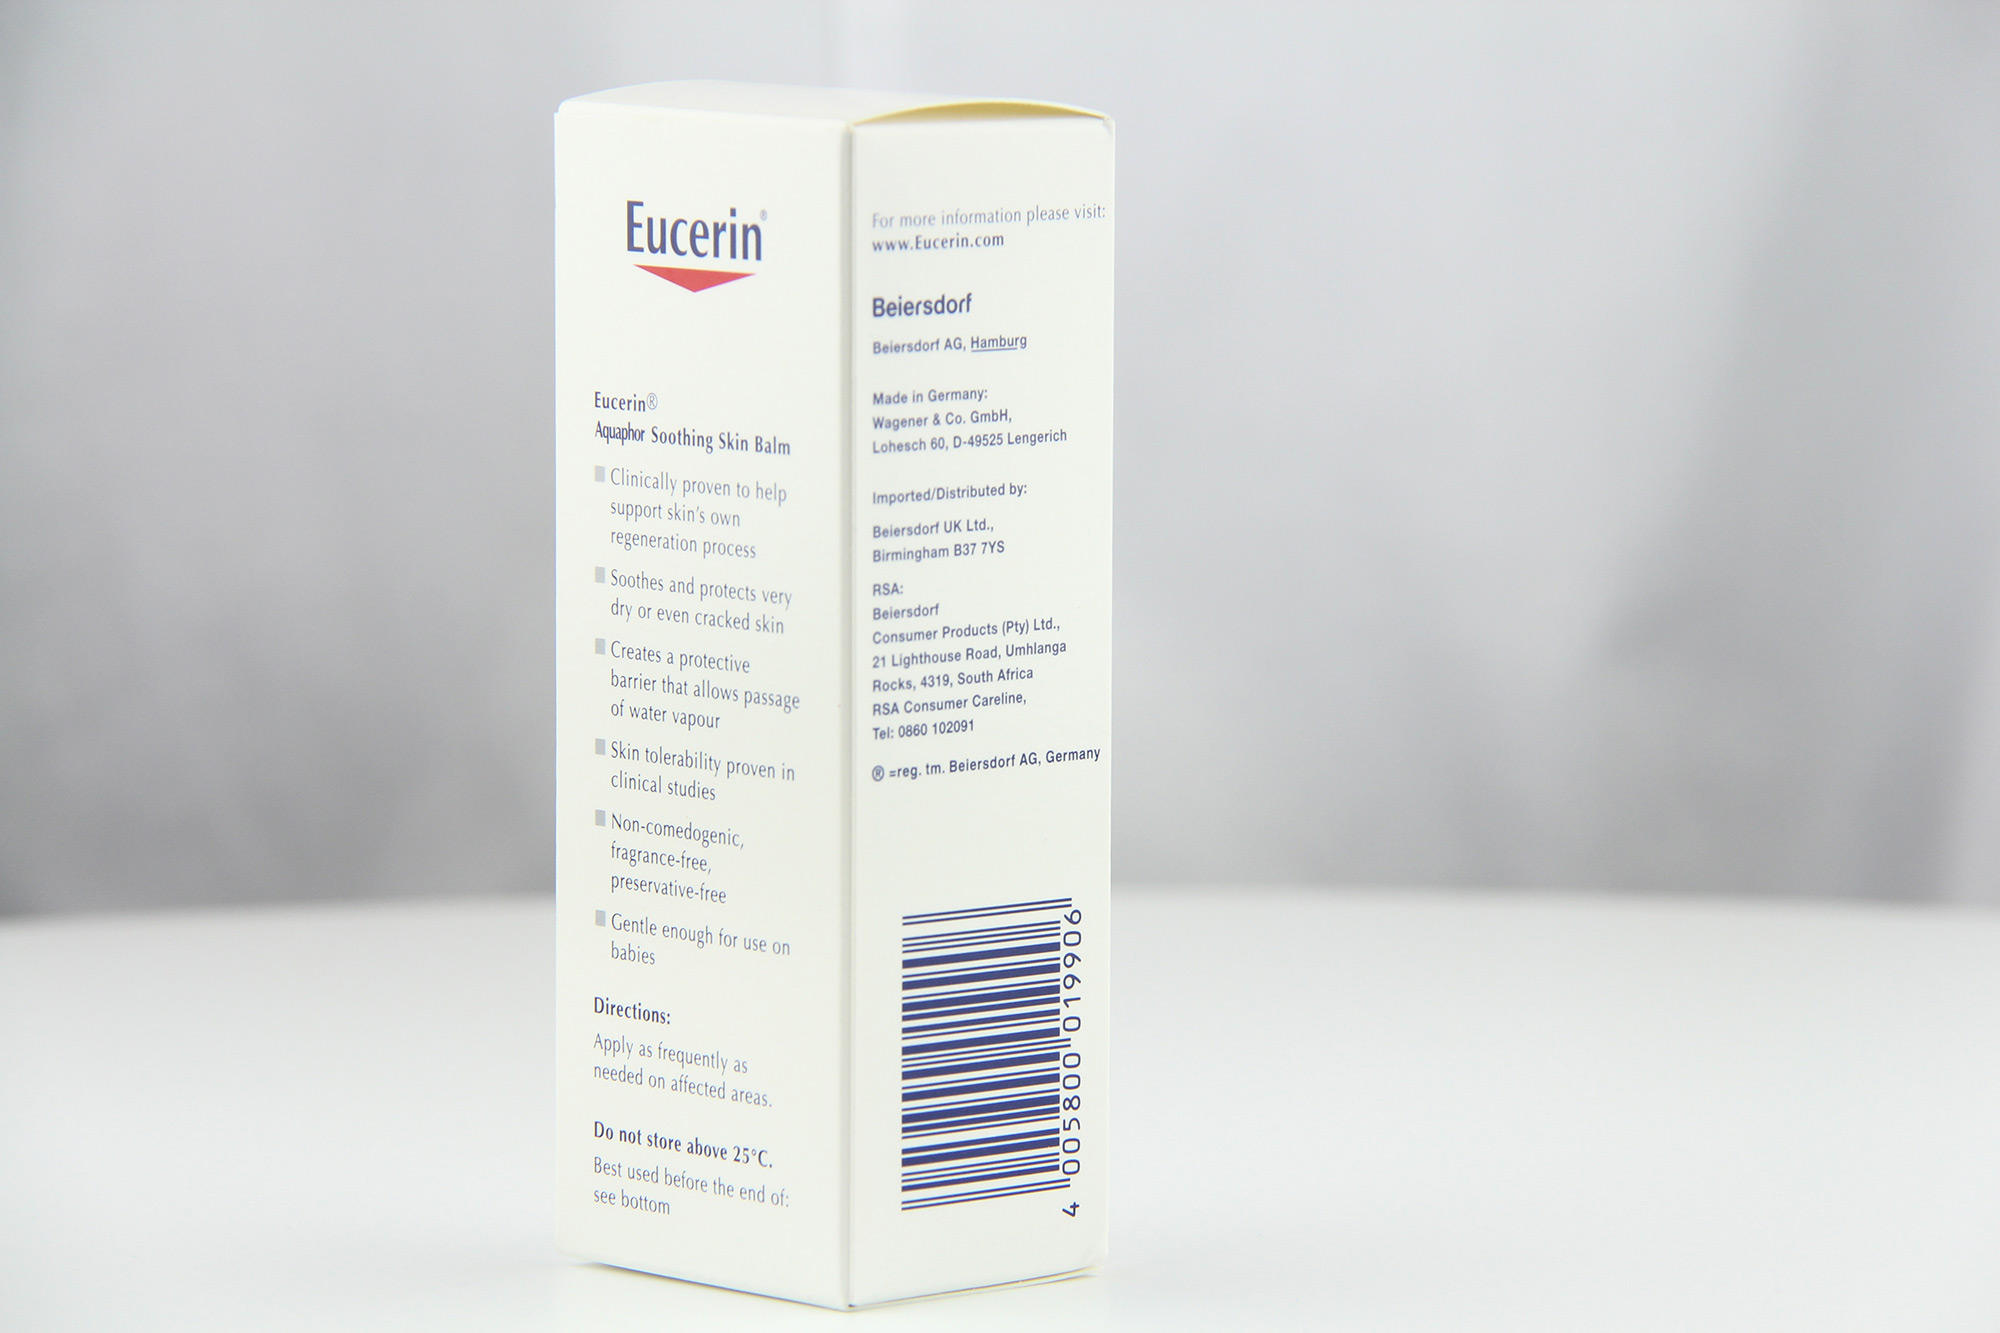 Eucerin®
Eucerin®
Aquaphor Soothing Skin Balm
Clinically proven to help
support skin's own
regeneration process
Soothes and protects very
dry or even cracked skin
Creates a protective
barrier that allows passage
of water vapour
Skin tolerability proven in
clinical studies
Non-comedogenic,
fragrance-free,
preservative-free
Gentle enough for use on
babies
Directions:
Apply as frequently as
needed on affected areas.
Do not store above 25°C.
Best used before the end of:
see bottom
For more information please visit:
www.Eucerin.com
Beiersdorf
Beiersdorf AG, Hamburg
Made in Germany:
Wagener & Co. GmbH,
Lohesch 60, D-49525 Lengerich
Imported/Distributed by:
Beiersdorf UK Ltd.,
Birmingham B37 7YS
RSA:
Beiersdorf
Consumer Products (Pty) Ltd.,
21 Lighthouse Road, Umhlanga
Rocks, 4319, South Africa
RSA Consumer Careline,
Tel: 0860 102091
® =reg. tm. Beiersdorf AG, Germany
4 005800 019906